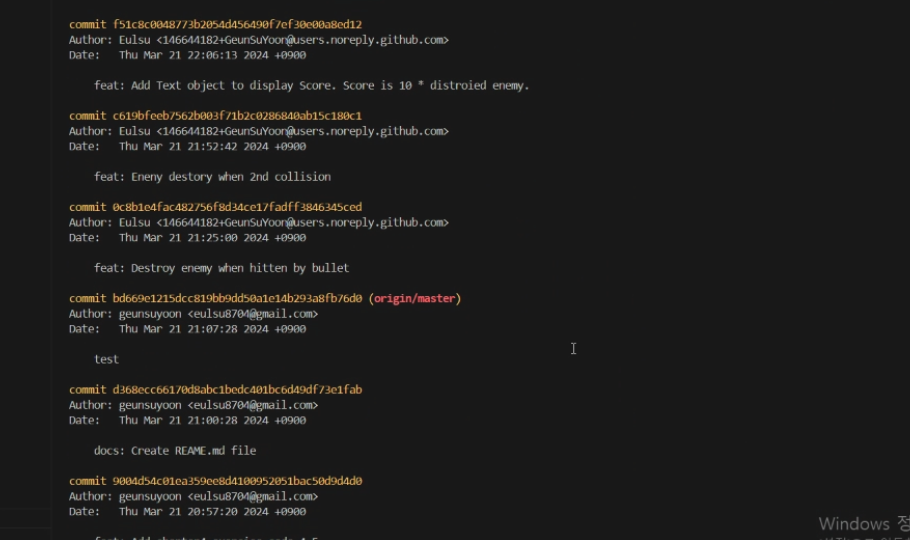 commit f51c8c0048773b2054d456490f7ef30e00a8ed12
Author: Eulsu <146644182+GeunSuYoon@users.noreply.github.com>
Date:   Thu Mar 21 22:06:13 2024 +0900
feat: Add Text object to display Score. Score is 10 * distroied enemy.
commit c619bfeeb7562b003f71b2c0286840ab15c180c1
Author: Eulsu <146644182+GeunSuYoon@users.noreply.github.com>
Date:   Thu Mar 21 21:52:42 2024 +0900
feat: Eneny destory when 2nd collision
commit 0c8b1e4fac482756f8d34ce17fadff3846345ced
Author: Eulsu <146644182+GeunSuYoon@users.noreply.github.com>
Date:   Thu Mar 21 21:25:00 2024 +0900
feat: Destroy enemy when hitten by bullet
commit bd669e1215dcc819bb9dd50a1e14b293a8fb76d0 (origin/master)
Author: geunsuyoon <eulsu8704@gmail.com>
Date:   Thu Mar 21 21:07:28 2024 +0900
test
commit d368ecc66170d8abc1bedc401bc6d49df73e1fab
Author: geunsuyoon <eulsu8704@gmail.com>
Date:   Thu Mar 21 21:00:28 2024 +0900
docs: Create REAME.md file
commit 9004d54c01ea359ee8d4100952051bac50d9d4d0
Author: geunsuyoon <eulsu8704@gmail.com>
Date:   Thu Mar 21 20:57:20 2024 +0900
Windows 정